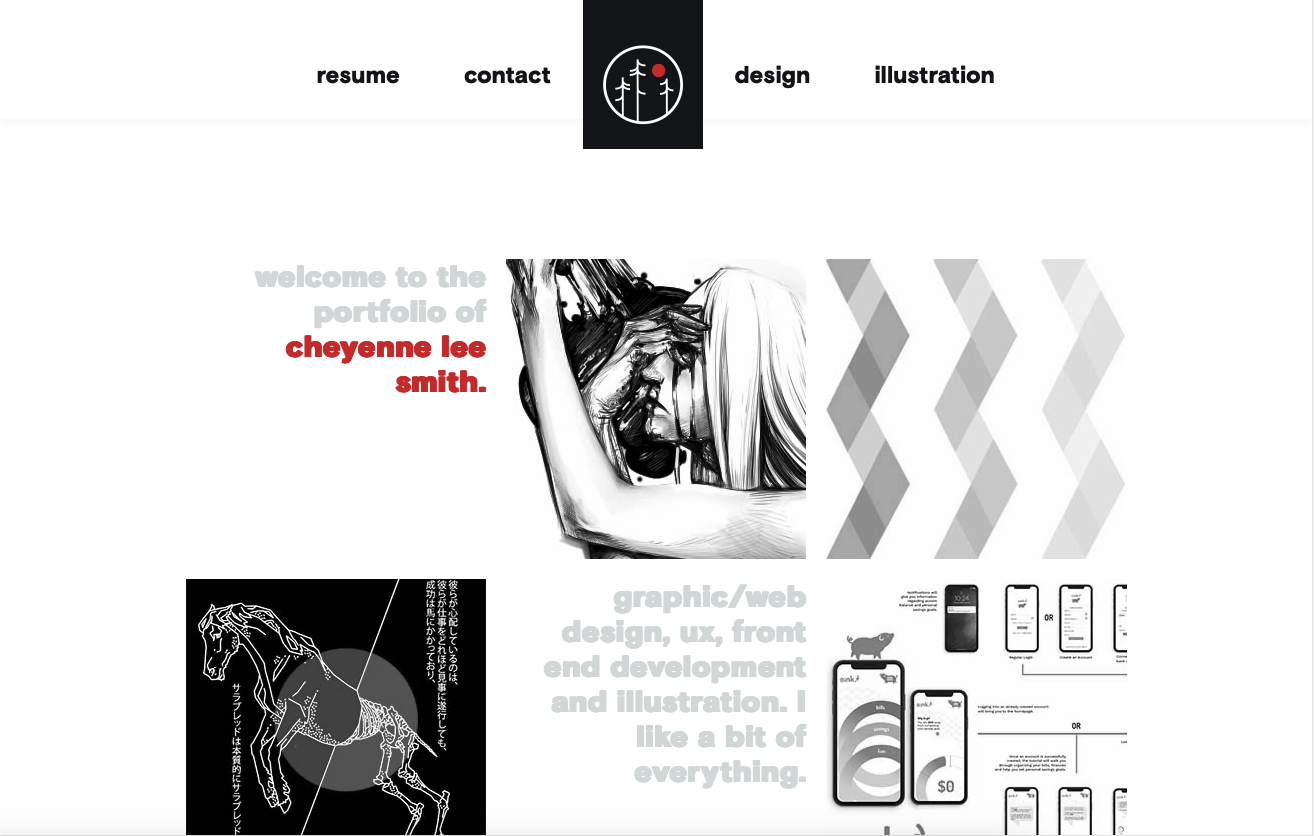 resume
contact
design
illustration
welcome to the
portfolio of
cheyenne lee
smith.
彼らが心配しているのは、
彼らが仕事をどれほど見事に遂行しても、
成功は馬にかかっており、
サラブレッドは本質的にサラブレッド
graphic/web
design, ux, front
end development
and illustration. I
like a bit of
everything.
Notifications will
give you information
regarding account
balance and personal
savings goals.
10:24
OR
Regular Login
Create an Account
oink.
bills
savings
fun
oink.
$0
Logging into an already created account
will bring you to the homepage.
OR
Once an account is successfully
created, the tutorial will walk you
through organizing your bills, finances
and help you set personal savings goals.